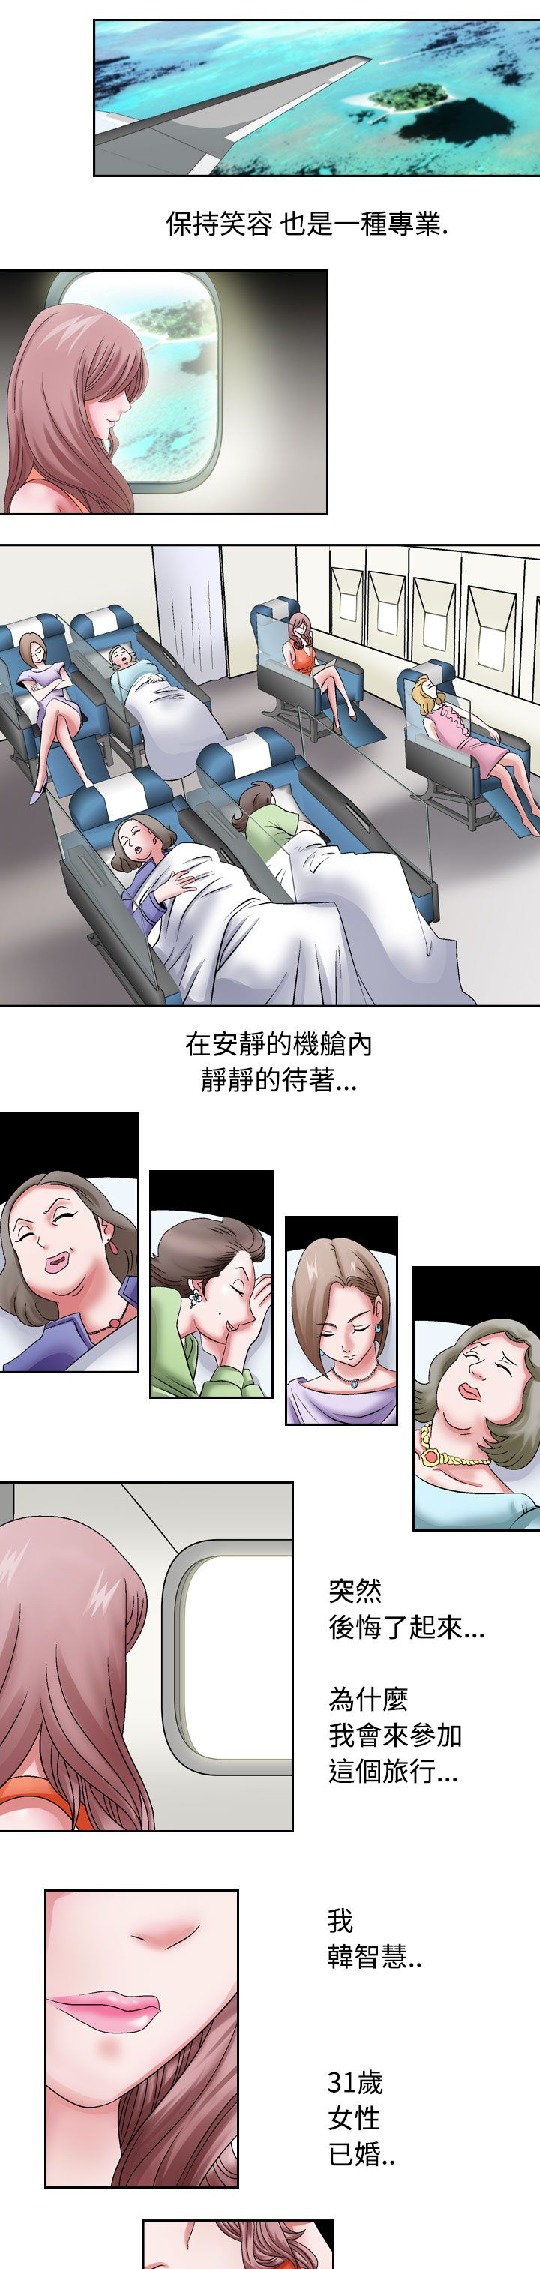 保持笑容 也是一種專業.
在安靜的機艙內
靜靜的待著...
突然
後悔了起來...
為什麼
我會來參加
這個旅行...
我
韓智慧..
31歲
女性
已婚..